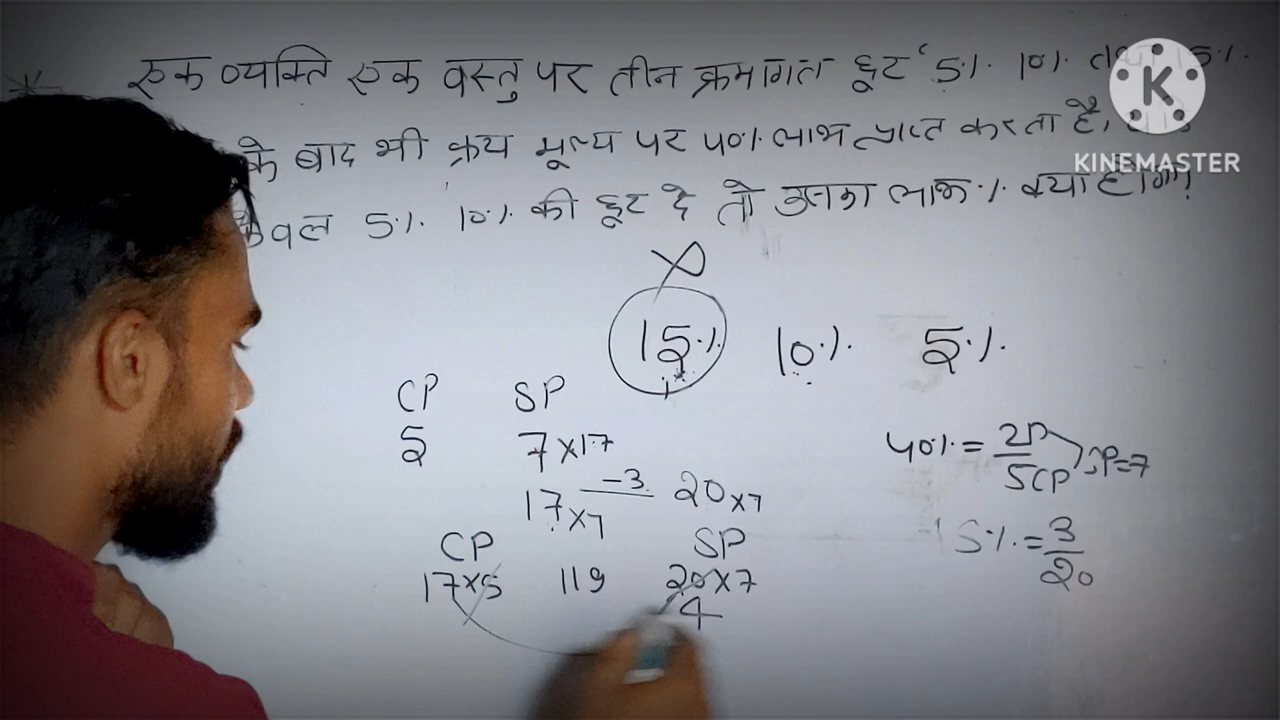 एक व्यक्ति एक वस्तु पर तीन क्रमागत छूट 5% 10% 5%.
के बाद भी क्रय मूल्य पर 40% लाभ प्राप्त करता है,
केवल 5% 10% की छूट दे तो उसका लाभ % क्या होगा?
K
KINEMASTER
15% 10% 5%
CP SP
5 7×17
40% = 2P/5CP SP=7
17×7 -3 20×7
CP SP
15% = 3/20
17×5 119 20×7
4